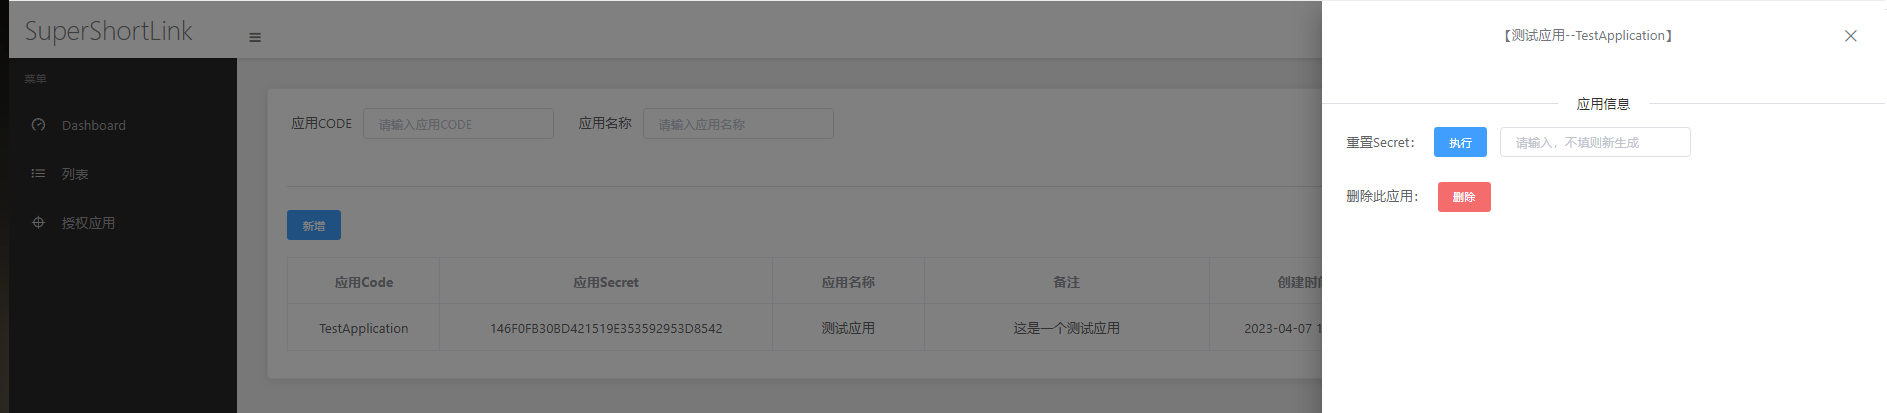 SuperShortLink
菜单
Dashboard
列表
授权应用
应用CODE 请输入应用CODE 应用名称 请输入应用名称
新增
应用Code 应用Secret 应用名称 备注 创建时
TestApplication 146F0FB30BD421519E353592953D8542 测试应用 这是一个测试应用 2023-04-07 1
【测试应用--TestApplication】
应用信息
重置Secret： 执行 请输入，不填则新生成
删除此应用： 删除